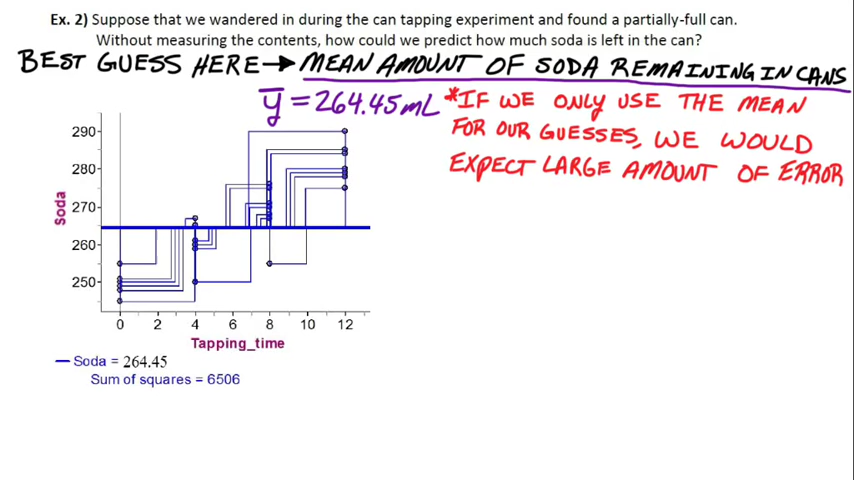 Ex. 2) Suppose that we wandered in during the can tapping experiment and found a partially-full can.
Without measuring the contents, how could we predict how much soda is left in the can?
BEST GUESS HERE → MEAN AMOUNT OF SODA REMAINING IN CANS
ȳ = 264.45mL *IF WE ONLY USE THE MEAN
FOR OUR GUESSES, WE WOULD
EXPECT LARGE AMOUNT OF ERROR
290
280
270
260
250
Soda
0 2 4 6 8 10 12
Tapping_time
Soda = 264.45
Sum of squares = 6506